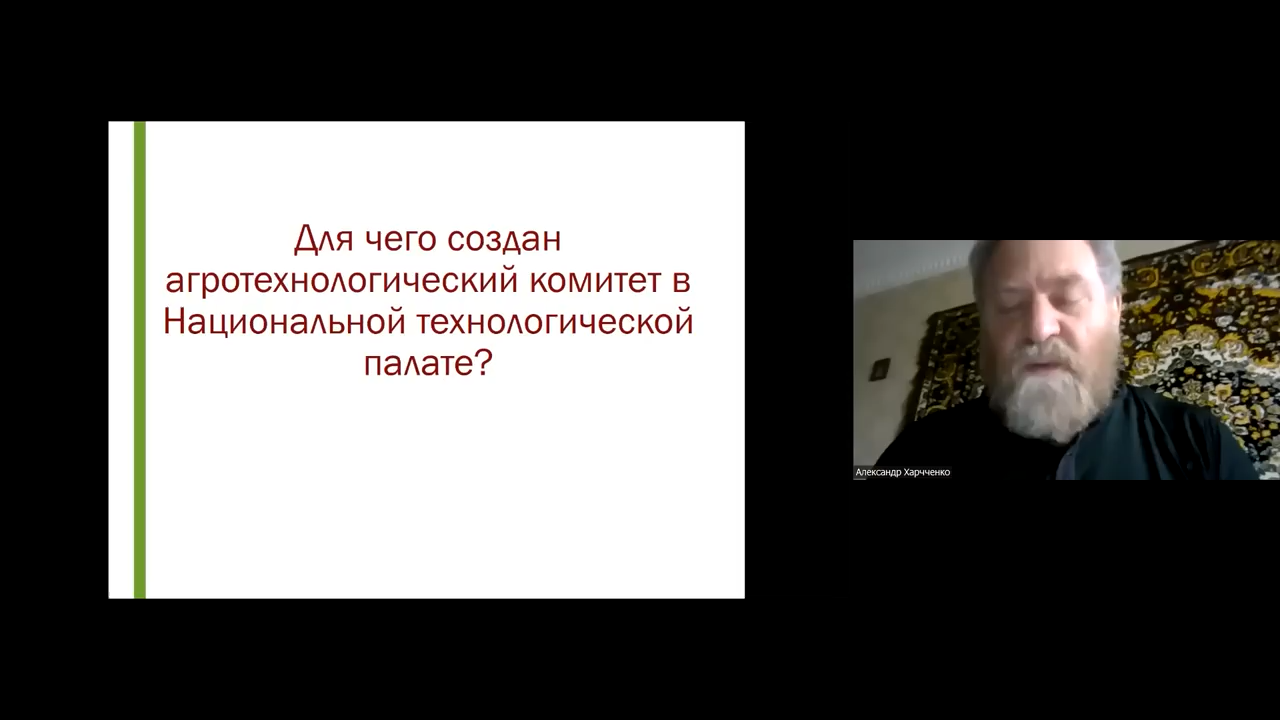 Для чего создан
агротехнологический комитет в
Национальной технологической
палате?
Александр Харчченко